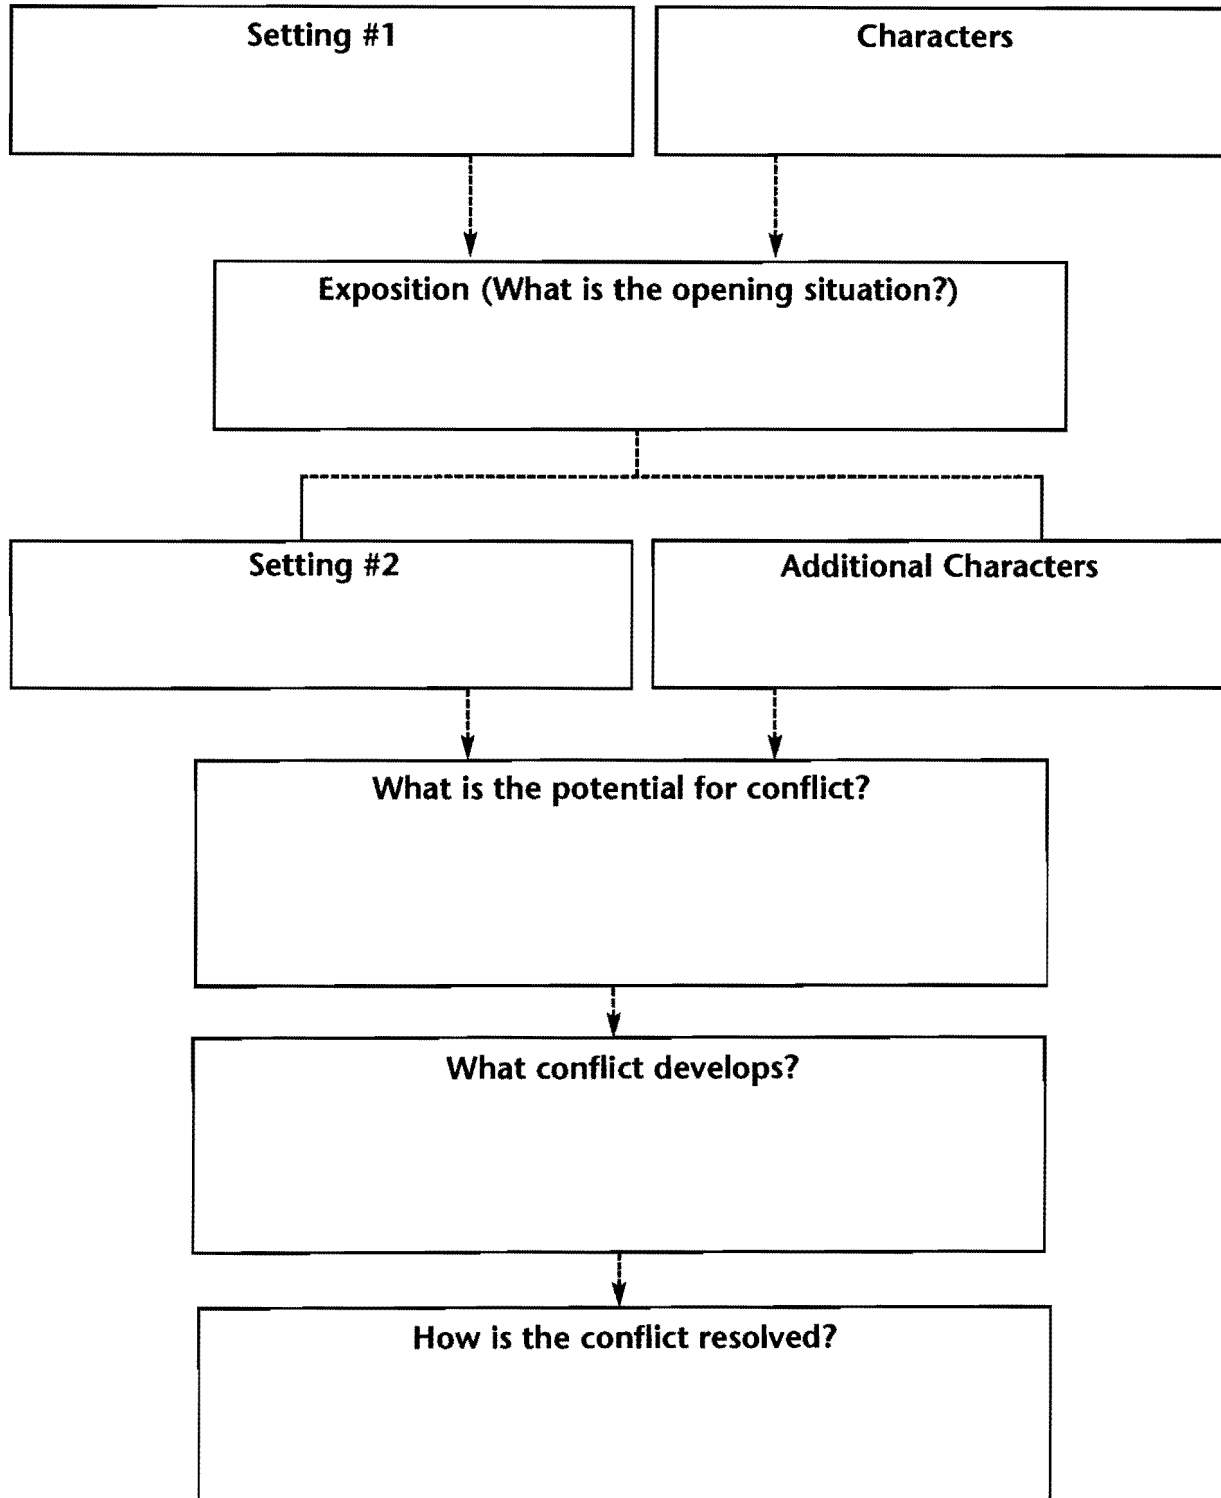 Setting #1
Characters
Exposition (What is the opening situation?)
Setting #2
Additional Characters
What is the potential for conflict?
What conflict develops?
How is the conflict resolved?